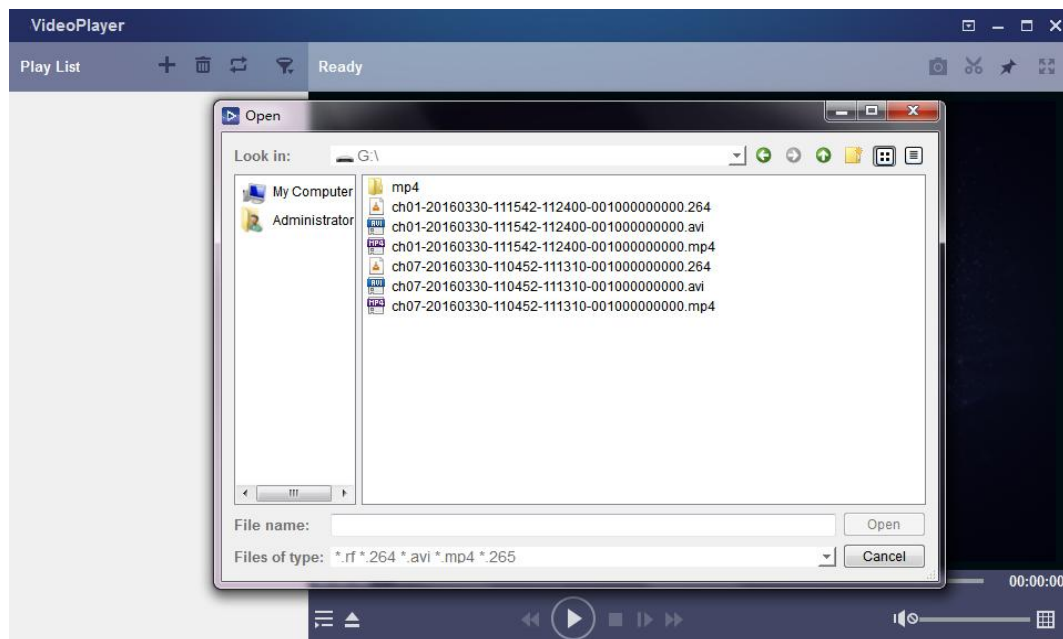 VideoPlayer
Play List
Ready
Open
Look in: G:\
My Computer
Administrator
mp4
ch01-20160330-111542-112400-001000000000.264
ch01-20160330-111542-112400-001000000000.avi
ch01-20160330-111542-112400-001000000000.mp4
ch07-20160330-110452-111310-001000000000.264
ch07-20160330-110452-111310-001000000000.avi
ch07-20160330-110452-111310-001000000000.mp4
File name: Open
Files of type: *.rf *.264 *.avi *.mp4 *.265 Cancel
00:00:00